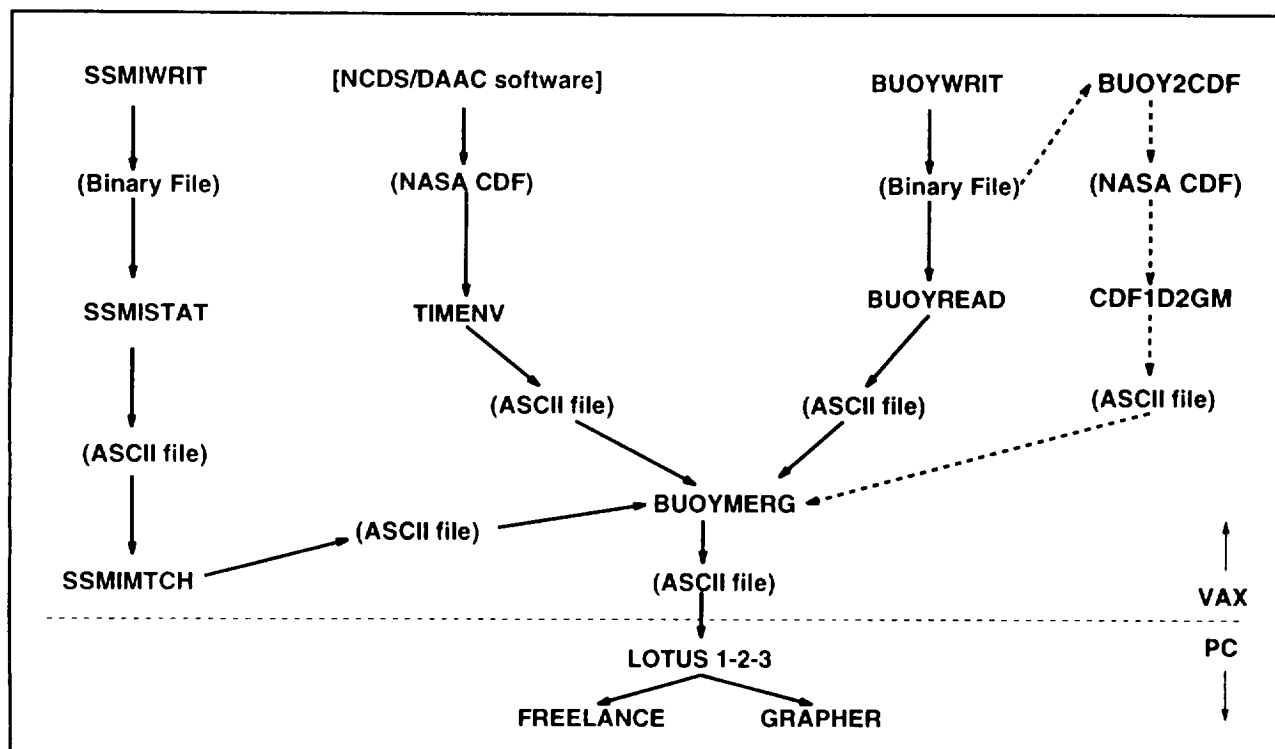 SSMIWRIT
[NCDS/DAAC software]
BUOYWRIT
BUOY2CDF
(Binary File)
(NASA CDF)
(Binary File)
(NASA CDF)
SSMISTAT
TIMENV
BUOYREAD
CDF1D2GM
(ASCII file)
(ASCII file)
(ASCII file)
(ASCII file)
BUOYMERG
(ASCII file)
SSMIMTCH
(ASCII file)
VAX
PC
LOTUS 1-2-3
FREELANCE
GRAPHER